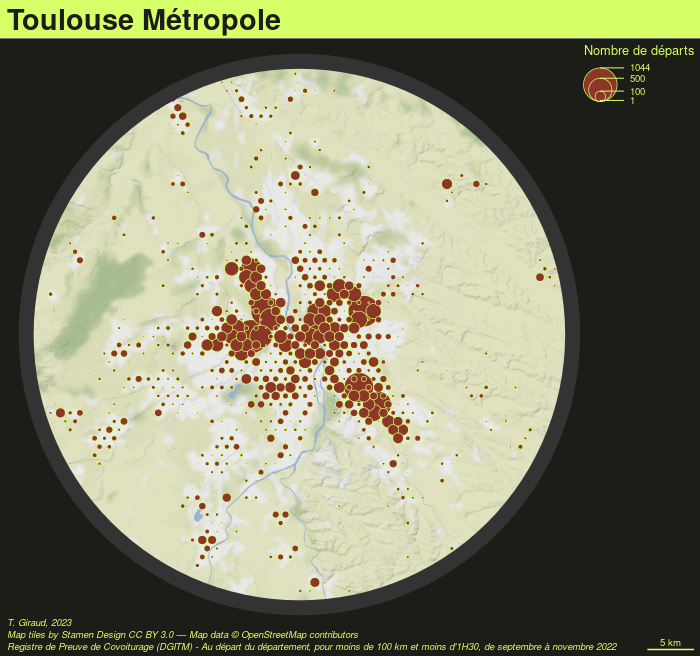 Toulouse Métropole
Nombre de départs
1044
500
100
1
T. Giraud, 2023
Map tiles by Stamen Design CC BY 3.0 — Map data © OpenStreetMap contributors
Registre de Preuve de Covoiturage (DGITM) - Au départ du département, pour moins de 100 km et moins d'1H30, de septembre à novembre 2022
5 km